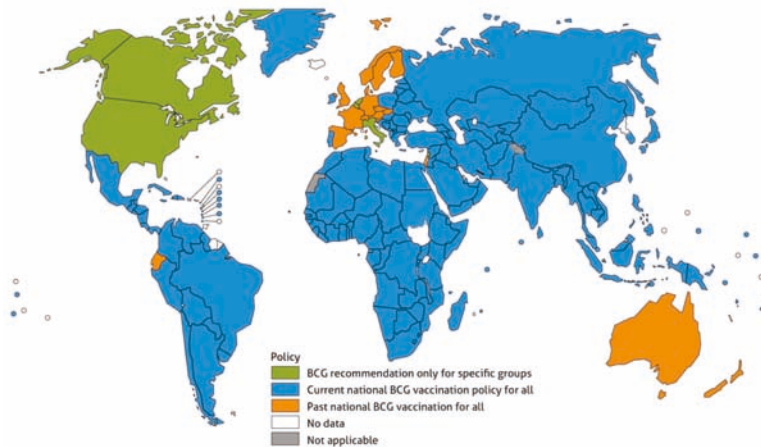 Policy
BCG recommendation only for specific groups
Current national BCG vaccination policy for all
Past national BCG vaccination for all
No data
Not applicable